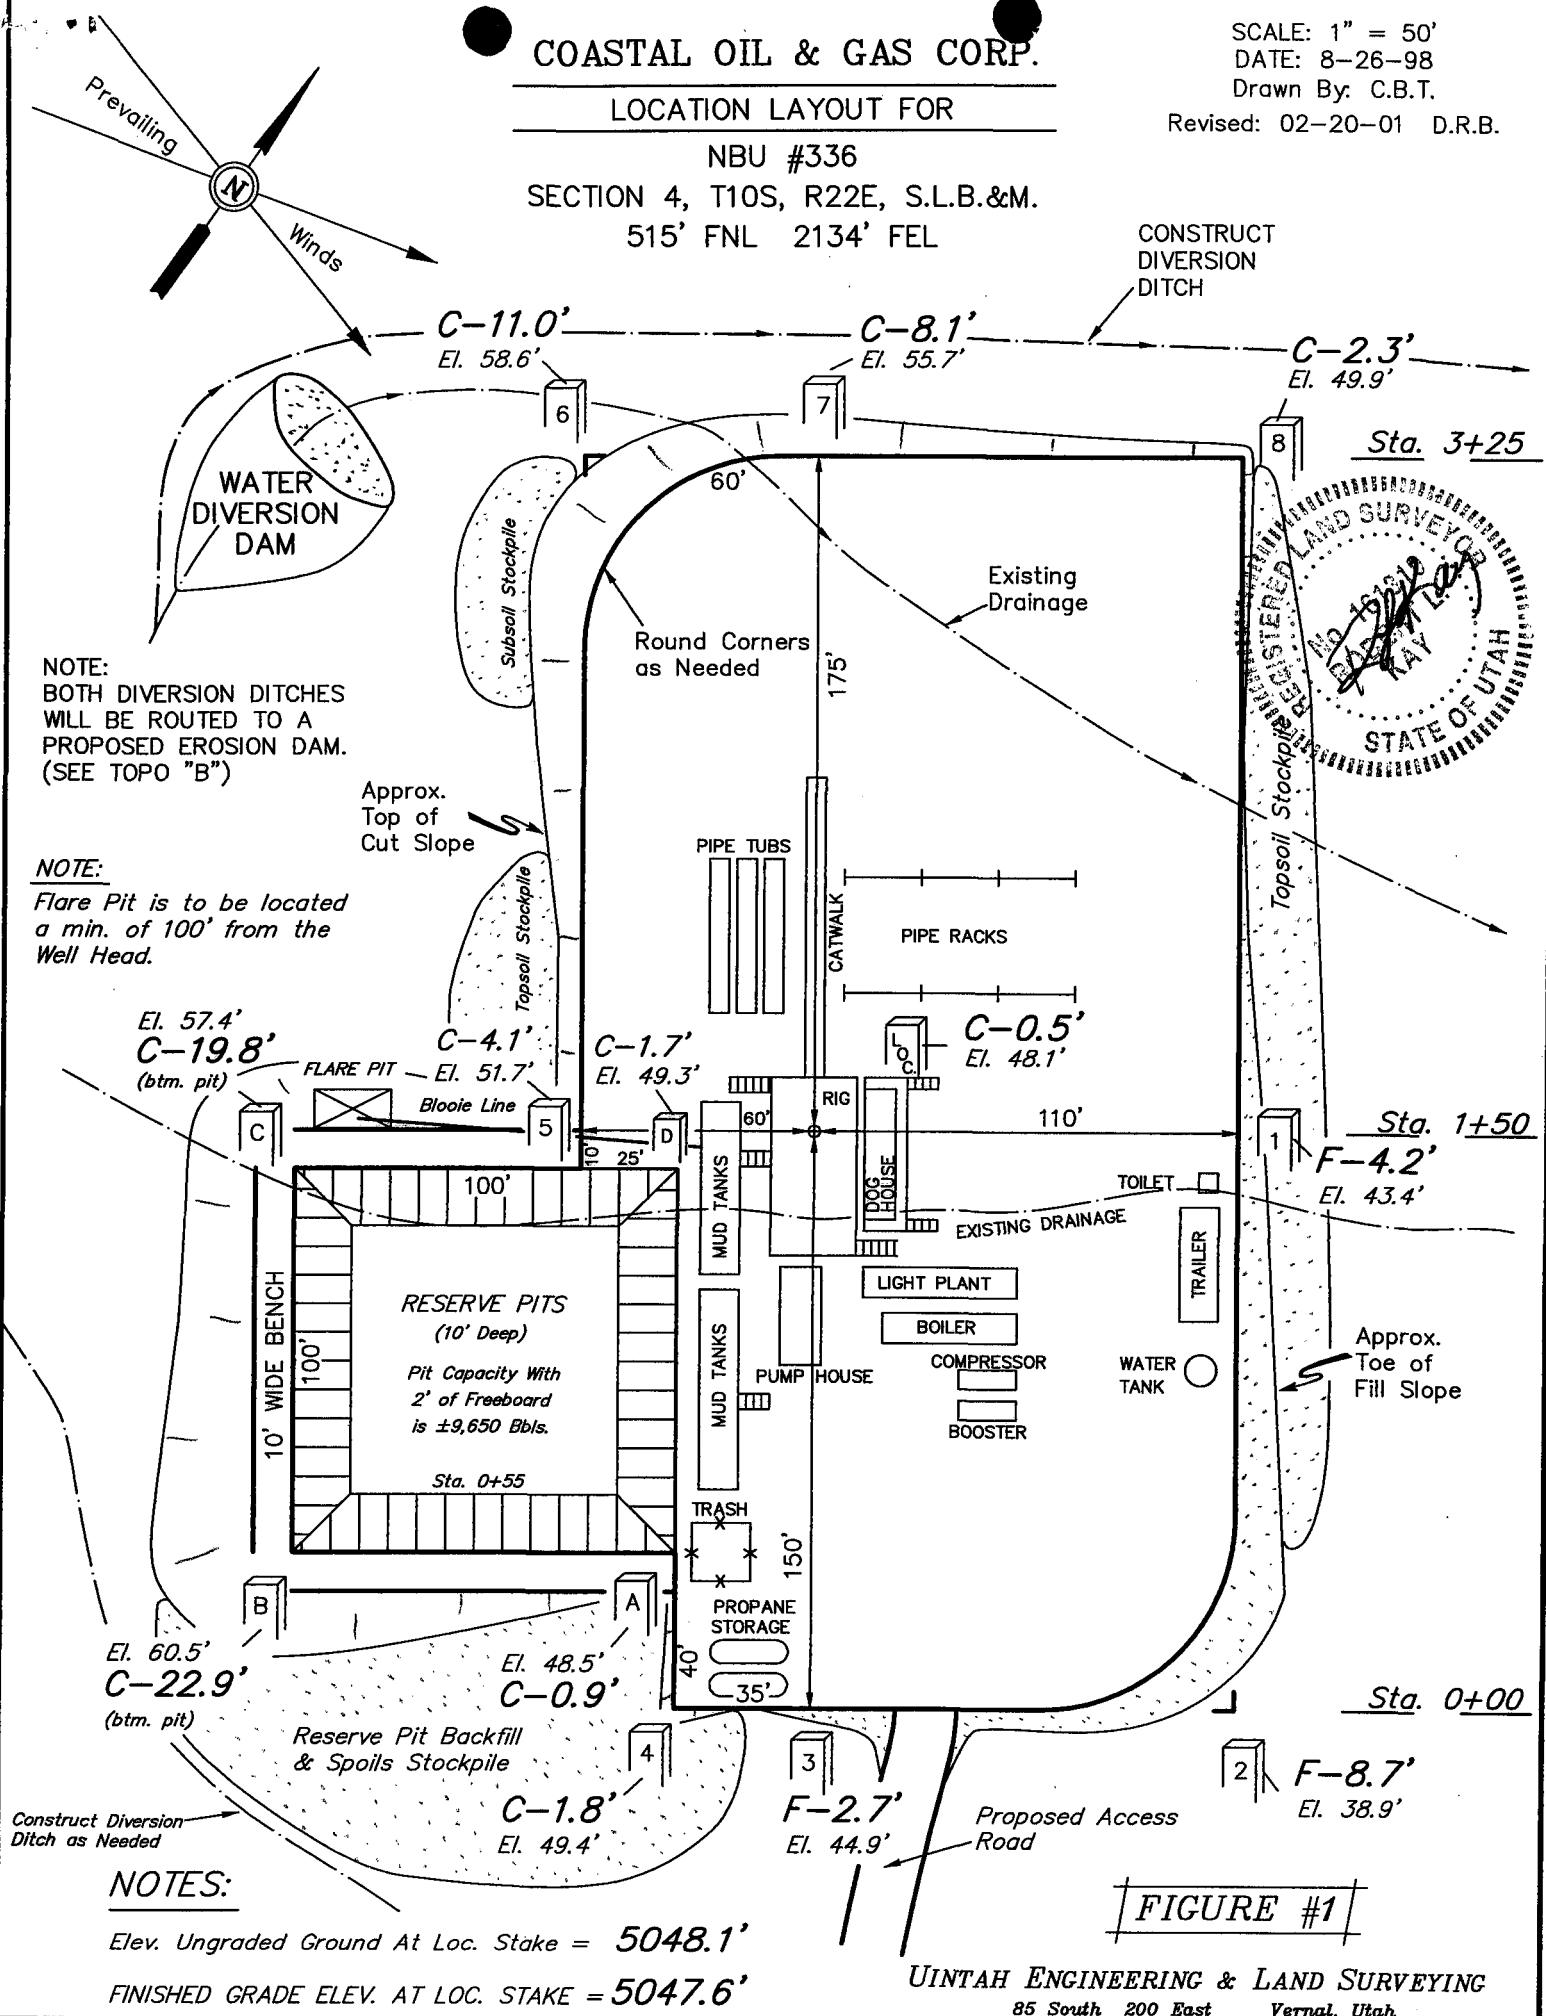 COASTAL OIL & GAS CORP.
LOCATION LAYOUT FOR
NBU #336
SECTION 4, T10S, R22E, S.L.B.&M.
515' FNL 2134' FEL
SCALE: 1" = 50'
DATE: 8-26-98
Drawn By: C.B.T.
Revised: 02-20-01 D.R.B.
Prevailing
N
Winds
CONSTRUCT
DIVERSION
DITCH
C-11.0'
El. 58.6'
6
C-8.1'
El. 55.7'
7
C-2.3'
El. 49.9'
8
Sta. 3+25
WATER
DIVERSION
DAM
60'
Subsoil Stockpile
Round Corners
as Needed
175'
Existing
Drainage
REGISTERED LAND SURVEYOR
No. 161319
KAY
STATE OF UTAH
NOTE:
BOTH DIVERSION DITCHES
WILL BE ROUTED TO A
PROPOSED EROSION DAM.
(SEE TOPO "B")
Approx.
Top of
Cut Slope
Topsoil Stockpile
NOTE:
Flare Pit is to be located
a min. of 100' from the
Well Head.
Topsoil Stockpile
PIPE TUBS
CATWALK
PIPE RACKS
El. 57.4'
C-19.8'
(btm. pit)
C
FLARE PIT
C-4.1'
El. 51.7'
Blooie Line
5
C-1.7'
El. 49.3'
D
LOC.
C-0.5'
El. 48.1'
RIG
60'
110'
10'
25'
1
Sta. 1+50
F-4.2'
El. 43.4'
100'
MUD TANKS
DOG
HOUSE
TOILET
EXISTING DRAINAGE
TRAILER
10' WIDE BENCH
100'
RESERVE PITS
(10' Deep)
Pit Capacity With
2' of Freeboard
is ±9,650 Bbls.
Sta. 0+55
MUD TANKS
PUMP HOUSE
LIGHT PLANT
BOILER
COMPRESSOR
BOOSTER
WATER
TANK
Approx.
Toe of
Fill Slope
TRASH
150'
PROPANE
STORAGE
40'
35'
B
El. 60.5'
C-22.9'
(btm. pit)
A
El. 48.5'
C-0.9'
Sta. 0+00
Reserve Pit Backfill
& Spoils Stockpile
4
C-1.8'
El. 49.4'
3
F-2.7'
El. 44.9'
2
F-8.7'
El. 38.9'
Construct Diversion
Ditch as Needed
Proposed Access
Road
NOTES:
Elev. Ungraded Ground At Loc. Stake = 5048.1'
FINISHED GRADE ELEV. AT LOC. STAKE = 5047.6'
FIGURE #1
UINTAH ENGINEERING & LAND SURVEYING
85 South 200 East Vernal, Utah